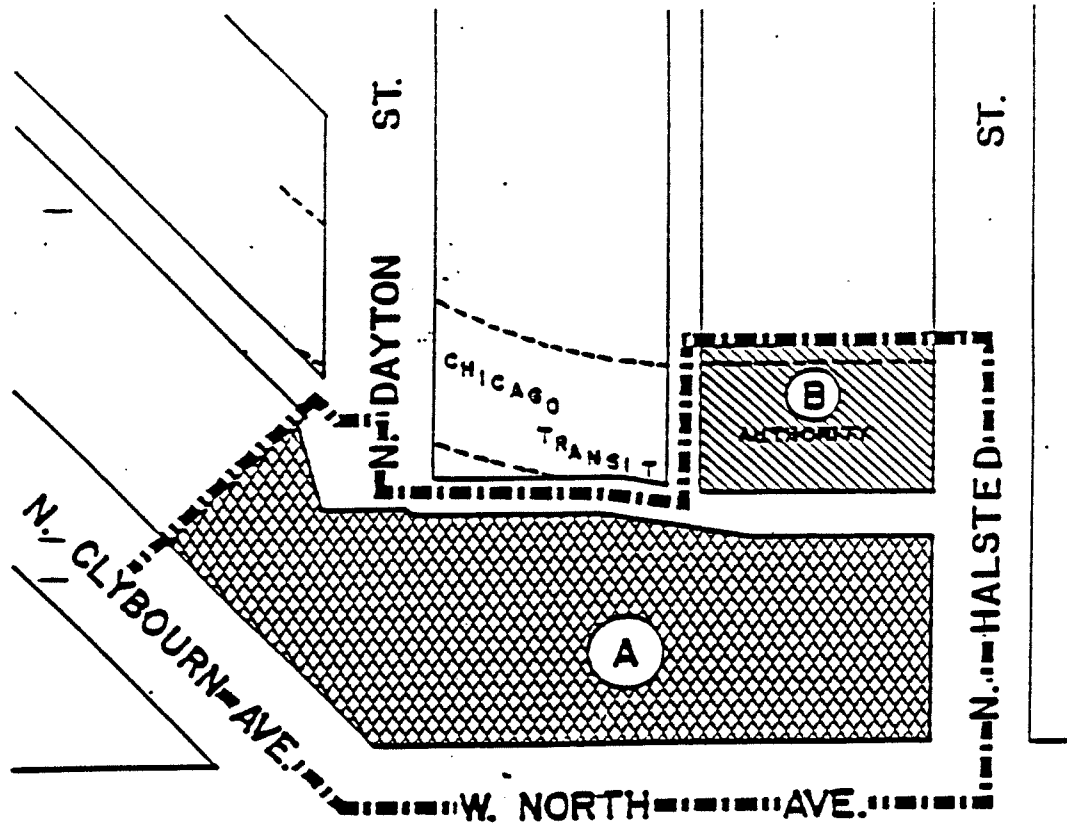 N. DAYTON ST.
N. HALSTED ST.
CHICAGO
TRANSIT
AUTHORITY
B
A
N. CLYBOURN AVE.
W. NORTH AVE.